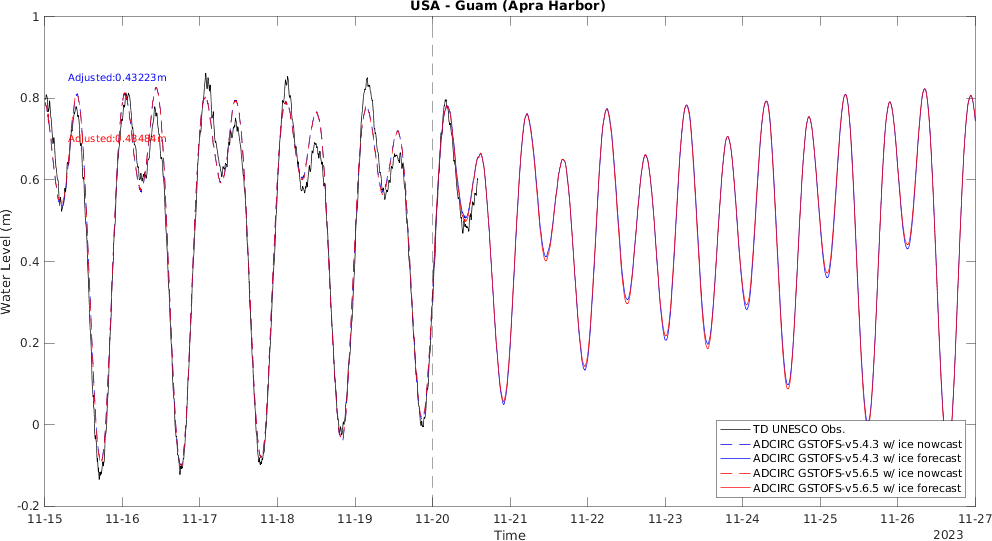 USA - Guam (Apra Harbor)
1
0.8
0.6
0.4
0.2
0
-0.2
Water Level (m)
Adjusted:0.43223m
Adjusted:0.43484m
TD UNESCO Obs.
ADCIRC GSTOFS-v5.4.3 w/ ice nowcast
ADCIRC GSTOFS-v5.4.3 w/ ice forecast
ADCIRC GSTOFS-v5.6.5 w/ ice nowcast
ADCIRC GSTOFS-v5.6.5 w/ ice forecast
11-15 11-16 11-17 11-18 11-19 11-20 11-21 11-22 11-23 11-24 11-25 11-26 11-27
Time
2023